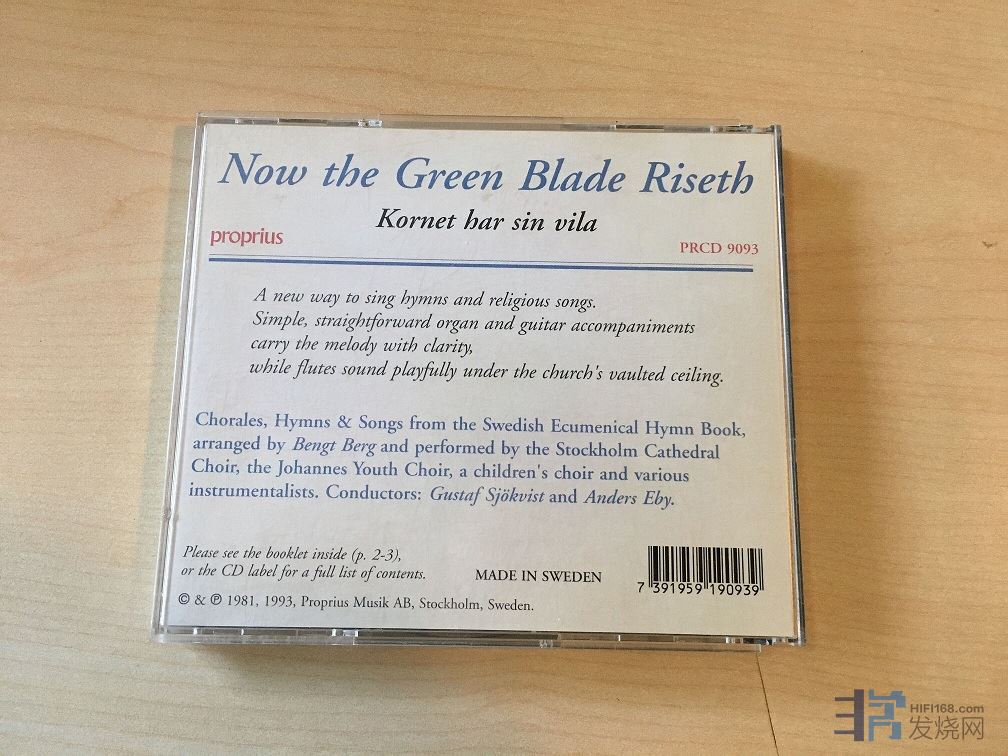 Now the Green Blade Riseth
Kornet har sin vila
proprius
PRCD 9093
A new way to sing hymns and religious songs.
Simple, straightforward organ and guitar accompaniments
carry the melody with clarity,
while flutes sound playfully under the church's vaulted ceiling.
Chorales, Hymns & Songs from the Swedish Ecumenical Hymn Book,
arranged by Bengt Berg and performed by the Stockholm Cathedral
Choir, the Johannes Youth Choir, a children's choir and various
instrumentalists. Conductors: Gustaf Sjökvist and Anders Eby.
Please see the booklet inside (p. 2-3),
or the CD label for a full list of contents.
MADE IN SWEDEN
7 391959 190939
© & ℗ 1981, 1993, Proprius Musik AB, Stockholm, Sweden.
HIFI168.com
发烧网